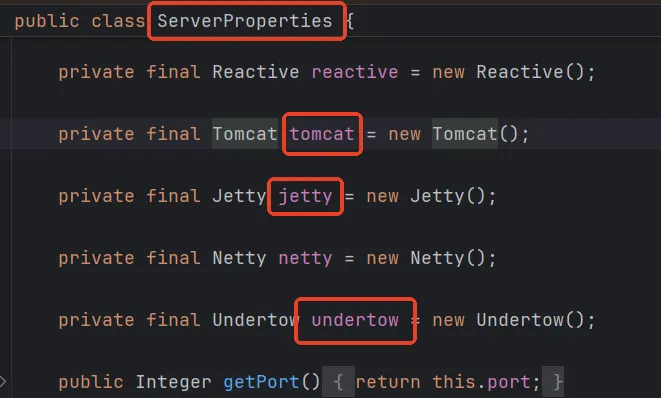 public class ServerProperties {
private final Reactive reactive = new Reactive();
private final Tomcat tomcat = new Tomcat();
private final Jetty jetty = new Jetty();
private final Netty netty = new Netty();
private final Undertow undertow = new Undertow();
public Integer getPort() { return this.port; }